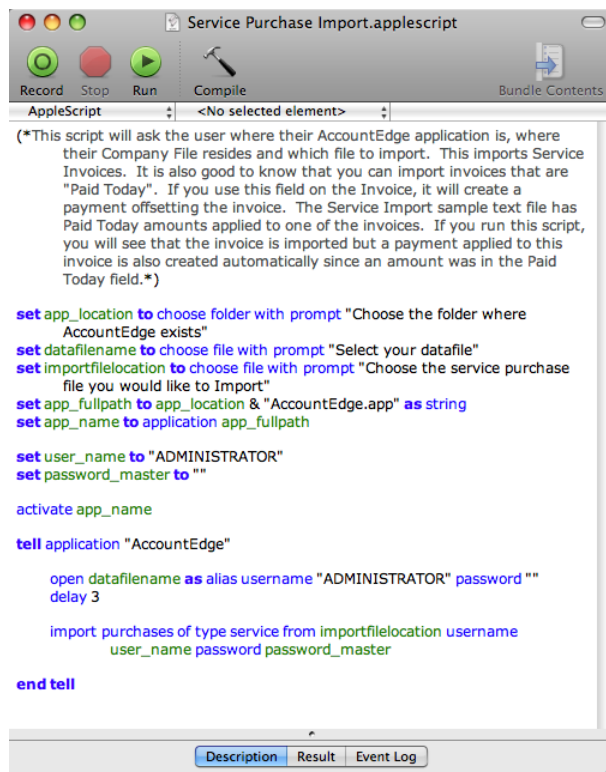 Service Purchase Import.applescript
Record Stop Run Compile Bundle Contents
AppleScript <No selected element>
(*This script will ask the user where their AccountEdge application is, where
their Company File resides and which file to import.  This imports Service
Invoices.  It is also good to know that you can import invoices that are
"Paid Today".  If you use this field on the Invoice, it will create a
payment offsetting the invoice.  The Service Import sample text file has
Paid Today amounts applied to one of the invoices.  If you run this script,
you will see that the invoice is imported but a payment applied to this
invoice is also created automatically since an amount was in the Paid
Today field.*)
set app_location to choose folder with prompt "Choose the folder where
AccountEdge exists"
set datafilename to choose file with prompt "Select your datafile"
set importfilelocation to choose file with prompt "Choose the service purchase
file you would like to Import"
set app_fullpath to app_location & "AccountEdge.app" as string
set app_name to application app_fullpath
set user_name to "ADMINISTRATOR"
set password_master to ""
activate app_name
tell application "AccountEdge"
open datafilename as alias username "ADMINISTRATOR" password ""
delay 3
import purchases of type service from importfilelocation username
user_name password password_master
end tell
Description Result Event Log